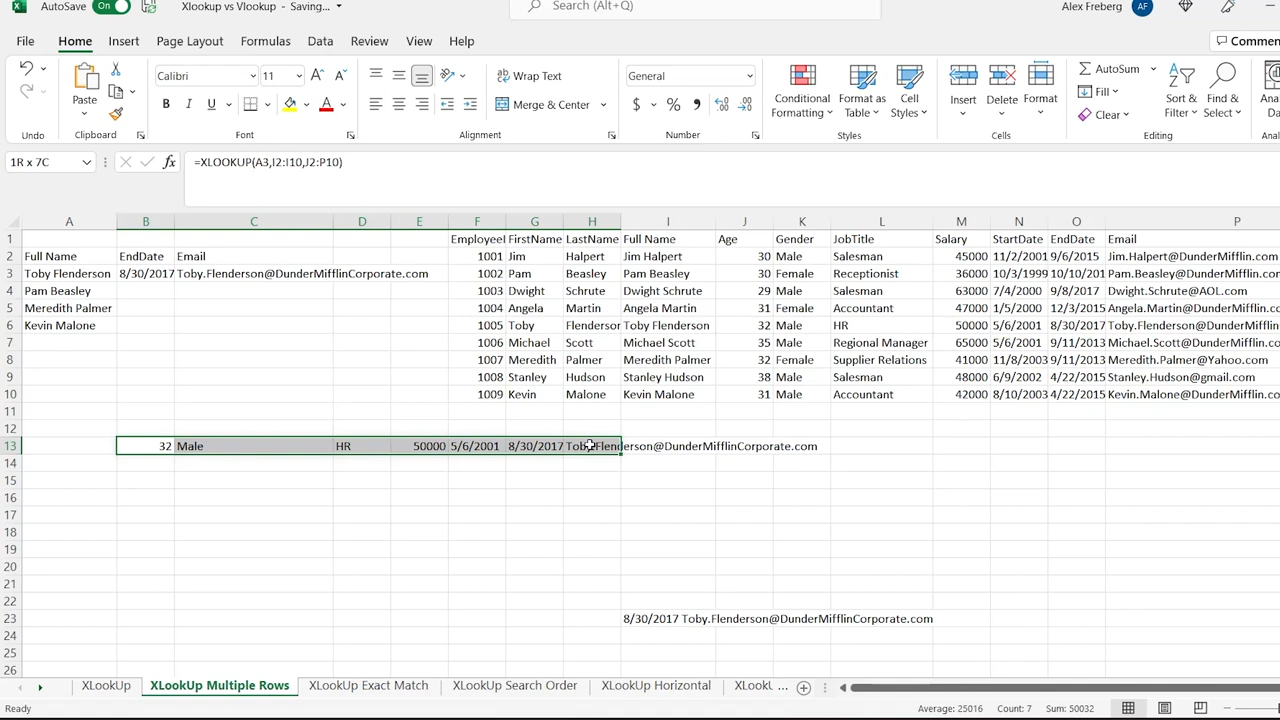 AutoSave On Xlookup vs Vlookup - Saving... Search (Alt+Q) Alex Freberg AF
File Home Insert Page Layout Formulas Data Review View Help
Paste Calibri 11 Wrap Text General Conditional Formatting Format as Table Cell Styles Insert Delete Format AutoSum Sort & Filter Find & Select
B I U Merge & Center $ % Fill Clear
Undo Clipboard Font Alignment Number Styles Cells Editing
1R x 7C fx =XLOOKUP(A3,I2:I10,J2:P10)
A B C D E F G H I J K L M N O P
1 EmployeeI FirstName LastName Full Name Age Gender JobTitle Salary StartDate EndDate Email
2 Full Name EndDate Email 1001 Jim Halpert Jim Halpert 30 Male Salesman 45000 11/2/2001 9/6/2015 Jim.Halpert@DunderMifflin.com
3 Toby Flenderson 8/30/2017 Toby.Flenderson@DunderMifflinCorporate.com 1002 Pam Beasley Pam Beasley 30 Female Receptionist 36000 10/3/1999 10/10/201 Pam.Beasley@DunderMifflin.co
4 Pam Beasley 1003 Dwight Schrute Dwight Schrute 29 Male Salesman 63000 7/4/2000 9/8/2017 Dwight.Schrute@AOL.com
5 Meredith Palmer 1004 Angela Martin Angela Martin 31 Female Accountant 47000 1/5/2000 12/3/2015 Angela.Martin@DunderMifflin.c
6 Kevin Malone 1005 Toby Flenderson Toby Flenderson 32 Male HR 50000 5/6/2001 8/30/2017 Toby.Flenderson@DunderMifflin
7 1006 Michael Scott Michael Scott 35 Male Regional Manager 65000 5/6/2001 9/11/2013 Michael.Scott@DunderMifflin.co
8 1007 Meredith Palmer Meredith Palmer 32 Female Supplier Relations 41000 11/8/2003 9/11/2013 Meredith.Palmer@Yahoo.com
9 1008 Stanley Hudson Stanley Hudson 38 Male Salesman 48000 6/9/2002 4/22/2015 Stanley.Hudson@gmail.com
10 1009 Kevin Malone Kevin Malone 31 Male Accountant 42000 8/10/2003 4/22/2015 Kevin.Malone@DunderMifflin.co
11
12
13 32 Male HR 50000 5/6/2001 8/30/2017 Toby.Flenderson@DunderMifflinCorporate.com
14
15
16
17
18
19
20
21
22
23 8/30/2017 Toby.Flenderson@DunderMifflinCorporate.com
24
25
26
XLookUp XLookUp Multiple Rows XLookUp Exact Match XLookUp Search Order XLookUp Horizontal ...
Ready Average: 25016 Count: 7 Sum: 50032